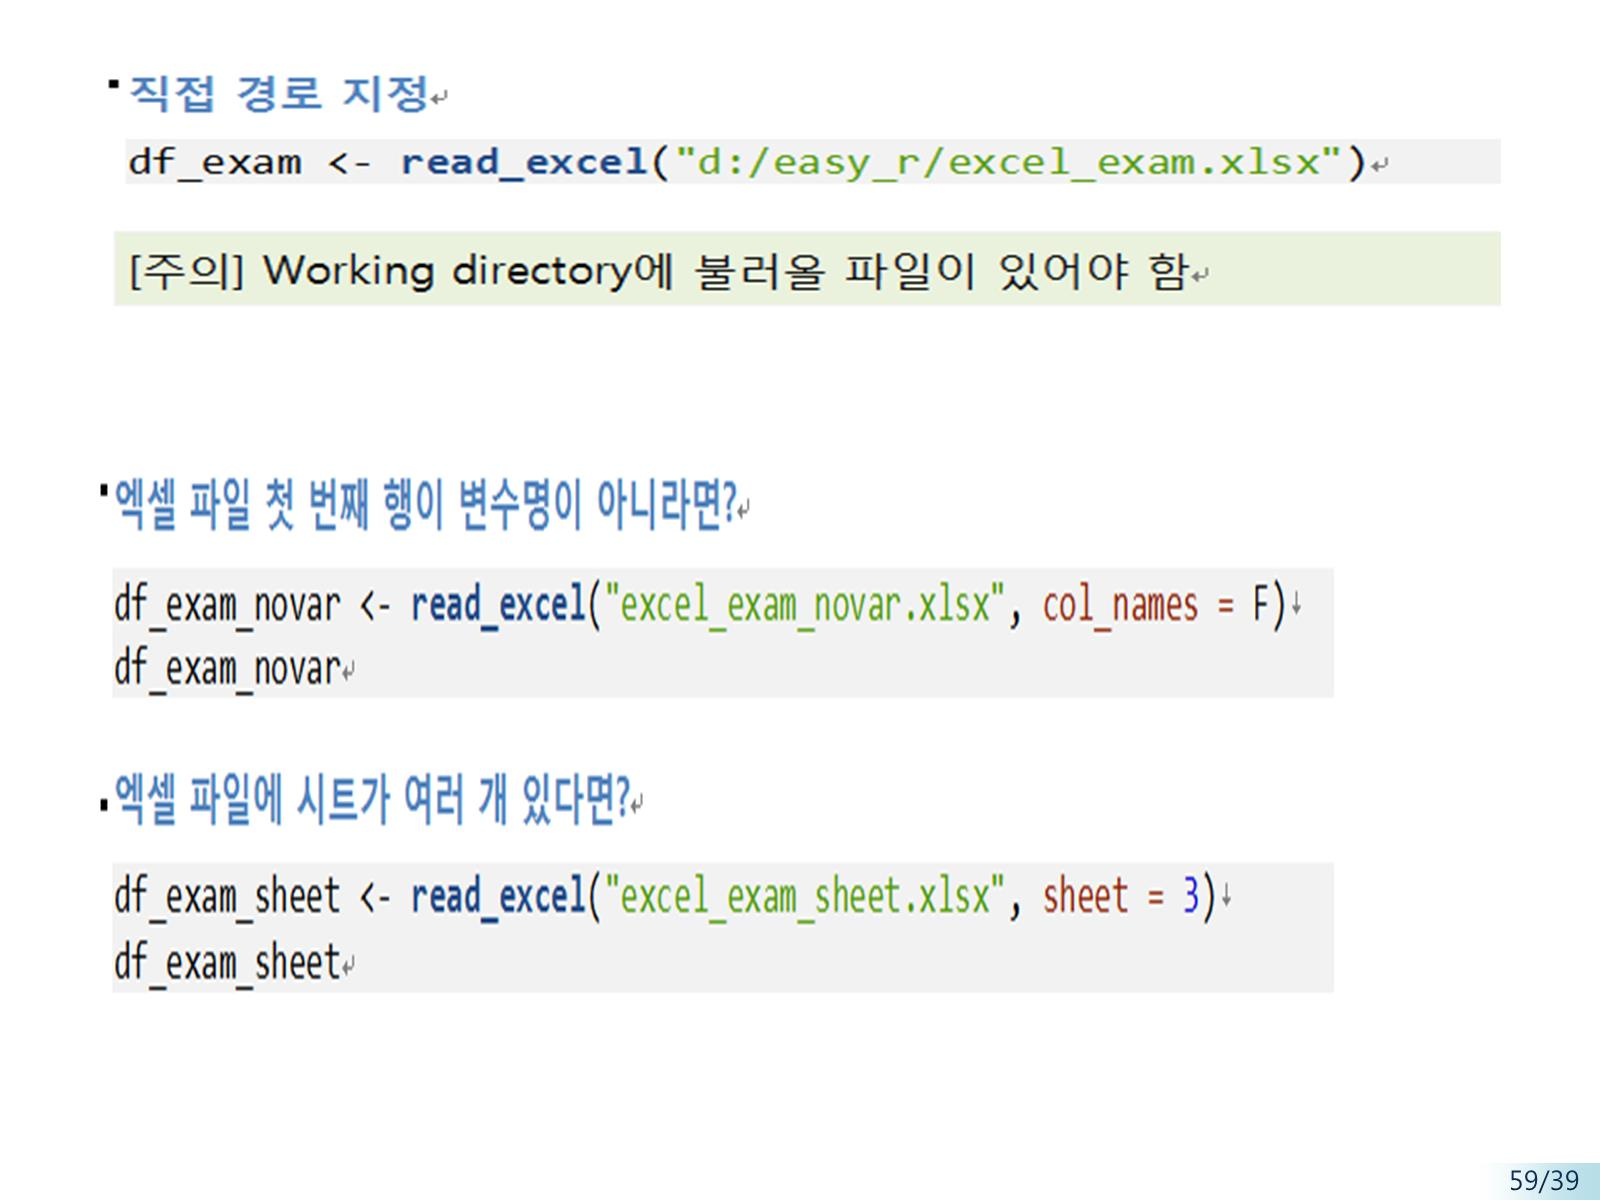 ▪ 직접 경로 지정↵
df_exam <- read_excel("d:/easy_r/excel_exam.xlsx")↵
[주의] Working directory에 불러올 파일이 있어야 함↵
▪ 엑셀 파일 첫 번째 행이 변수명이 아니라면?↵
df_exam_novar <- read_excel("excel_exam_novar.xlsx", col_names = F)↓
df_exam_novar↵
▪ 엑셀 파일에 시트가 여러 개 있다면?↵
df_exam_sheet <- read_excel("excel_exam_sheet.xlsx", sheet = 3)↓
df_exam_sheet↵
59/39